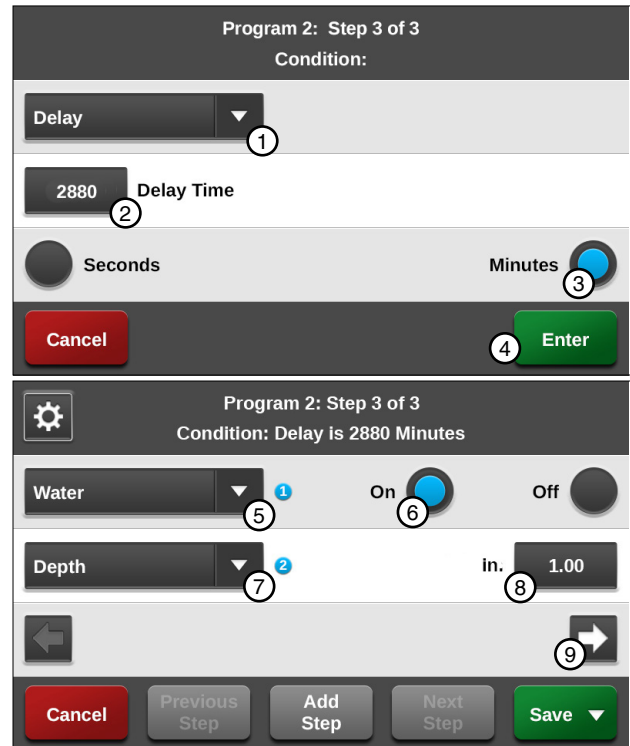 Program 2: Step 3 of 3
Condition:
Delay
1
2880 Delay Time
2
Seconds Minutes
3
Cancel 4 Enter
Program 2: Step 3 of 3
Condition: Delay is 2880 Minutes
Water 1 On Off
5 6
Depth 2 in. 1.00
7 8
9
Cancel Previous Step Add Step Next Step Save